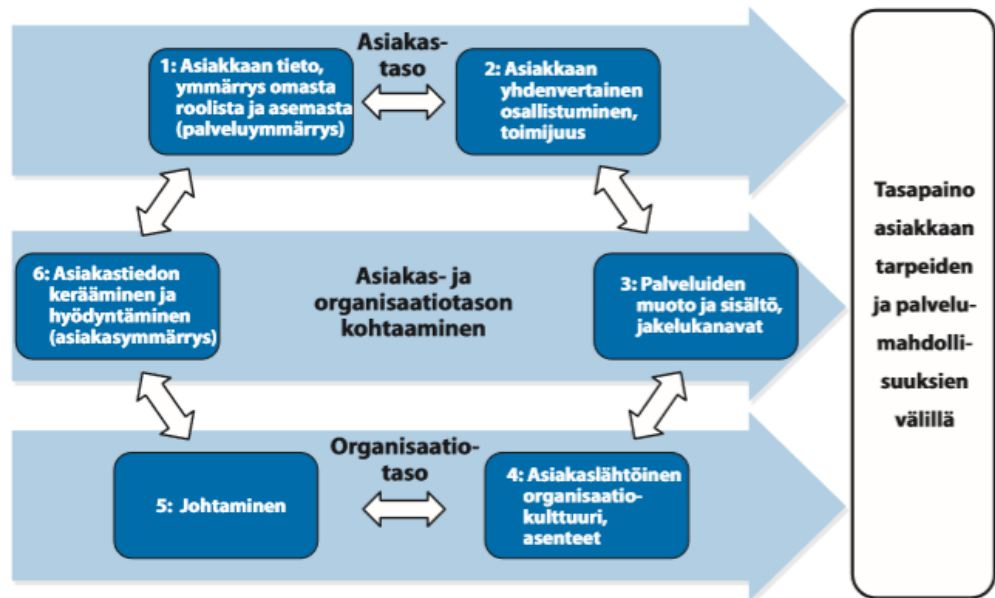 Asiakas-
taso
1: Asiakkaan tieto,
ymmärrys omasta
roolista ja asemasta
(palveluymmärrys)
2: Asiakkaan
yhdenvertainen
osallistuminen,
toimijuus
6: Asiakastiedon
kerääminen ja
hyödyntäminen
(asiakasymmärrys)
Asiakas- ja
organisaatiotason
kohtaaminen
3: Palveluiden
muoto ja sisältö,
jakelukanavat
Organisaatio-
taso
5: Johtaminen
4: Asiakaslähtöinen
organisaatio-
kulttuuri,
asenteet
Tasapaino
asiakkaan
tarpeiden
ja palvelu-
mahdolli-
suuksien
välillä